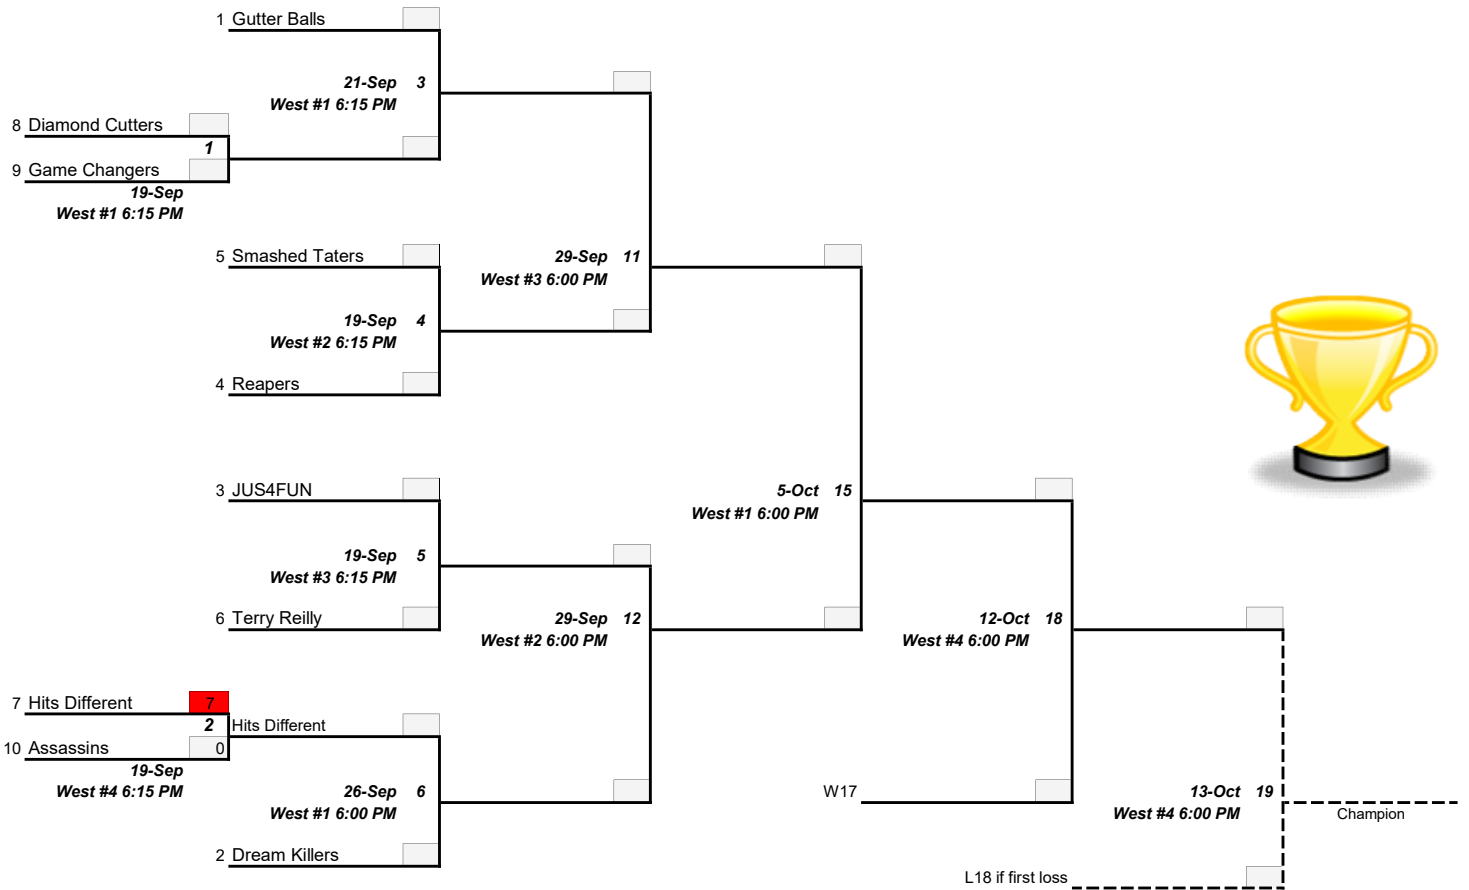 1 Gutter Balls
21-Sep 3
West #1 6:15 PM
8 Diamond Cutters
1
9 Game Changers
19-Sep
West #1 6:15 PM
5 Smashed Taters
29-Sep 11
West #3 6:00 PM
19-Sep 4
West #2 6:15 PM
4 Reapers
3 JUS4FUN
5-Oct 15
West #1 6:00 PM
19-Sep 5
West #3 6:15 PM
6 Terry Reilly
29-Sep 12
West #2 6:00 PM
12-Oct 18
West #4 6:00 PM
7 Hits Different 7
2 Hits Different
10 Assassins 0
19-Sep
West #4 6:15 PM
26-Sep 6
West #1 6:00 PM
W17
13-Oct 19
West #4 6:00 PM
Champion
2 Dream Killers
L18 if first loss